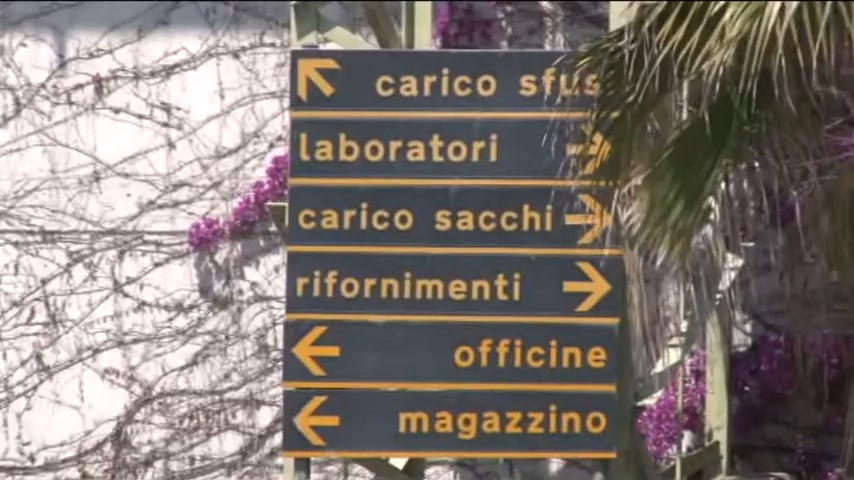 carico sfus
laboratori
carico sacchi
rifornimenti
officine
magazzino